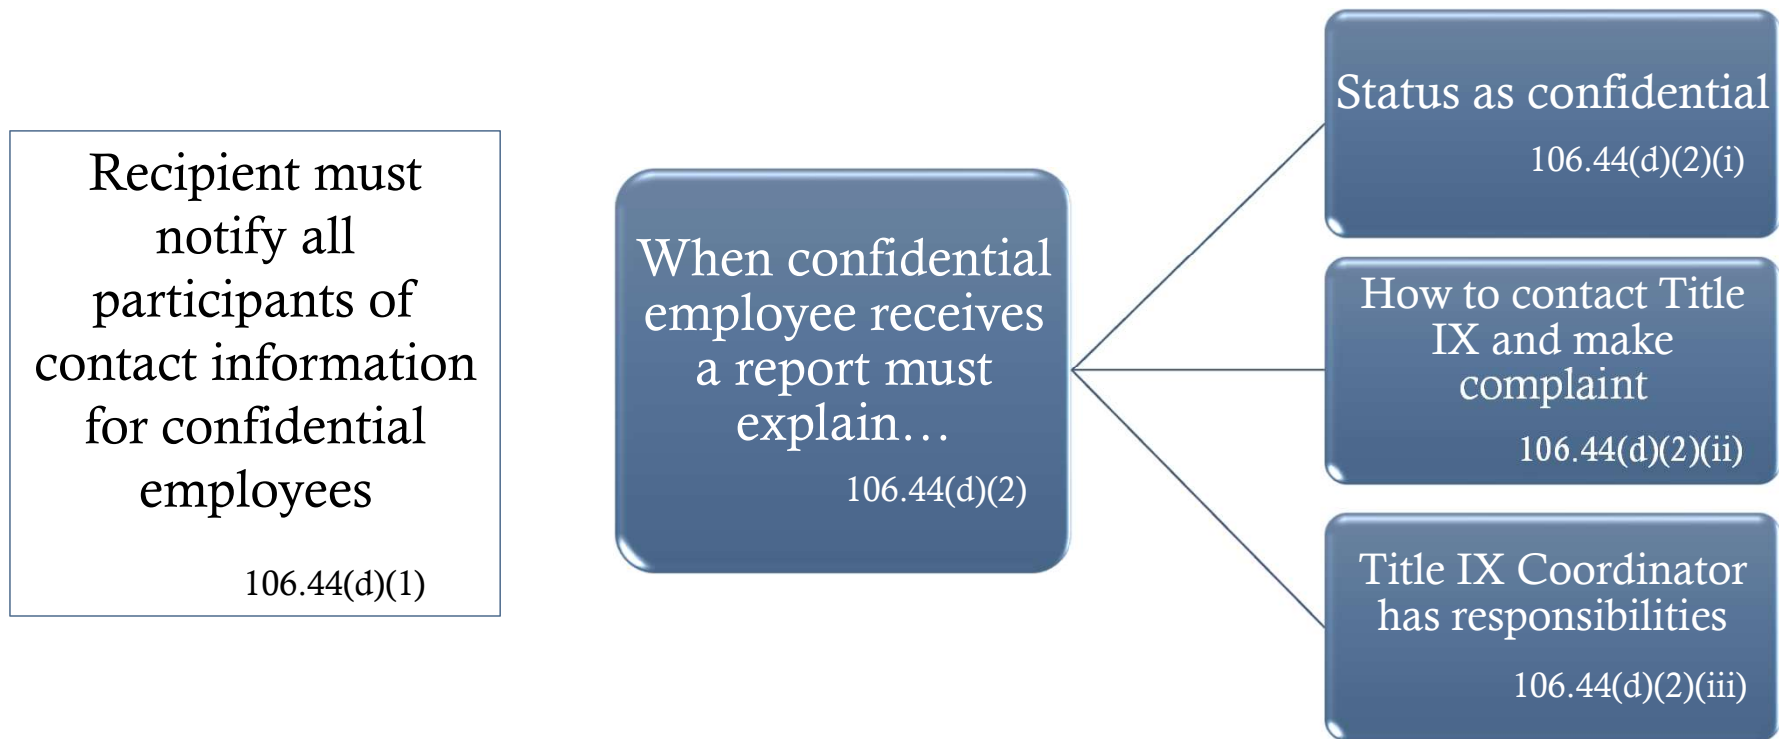 Recipient must
notify all
participants of
contact information
for confidential
employees
106.44(d)(1)
When confidential
employee receives
a report must
explain…
106.44(d)(2)
Status as confidential
106.44(d)(2)(i)
How to contact Title
IX and make
complaint
106.44(d)(2)(ii)
Title IX Coordinator
has responsibilities
106.44(d)(2)(iii)